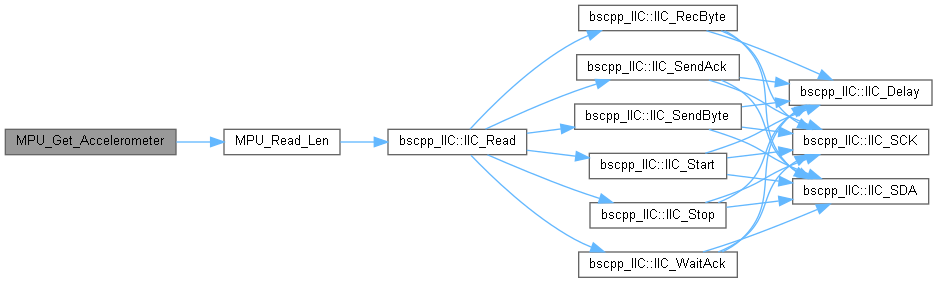 MPU_Get_Accelerometer
MPU_Read_Len
bscpp_IIC::IIC_Read
bscpp_IIC::IIC_RecByte
bscpp_IIC::IIC_SendAck
bscpp_IIC::IIC_SendByte
bscpp_IIC::IIC_Start
bscpp_IIC::IIC_Stop
bscpp_IIC::IIC_WaitAck
bscpp_IIC::IIC_Delay
bscpp_IIC::IIC_SCK
bscpp_IIC::IIC_SDA